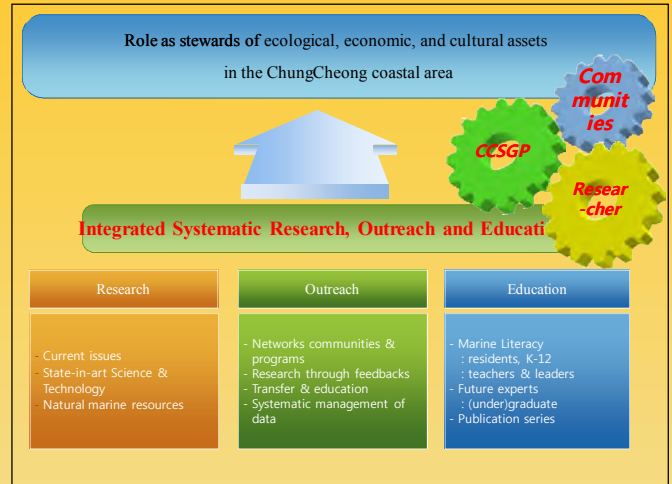 Role as stewards of ecological, economic, and cultural assets
in the ChungCheong coastal area
Com
munit
ies
CCSGP
Resear
-cher
Integrated Systematic Research, Outreach and Educati
Research
- Current issues
- State-in-art Science &
Technology
- Natural marine resources
Outreach
- Networks communities &
programs
- Research through feedbacks
- Transfer & education
- Systematic management of
data
Education
- Marine Literacy
: residents, K-12
: teachers & leaders
- Future experts
: (under)graduate
- Publication series